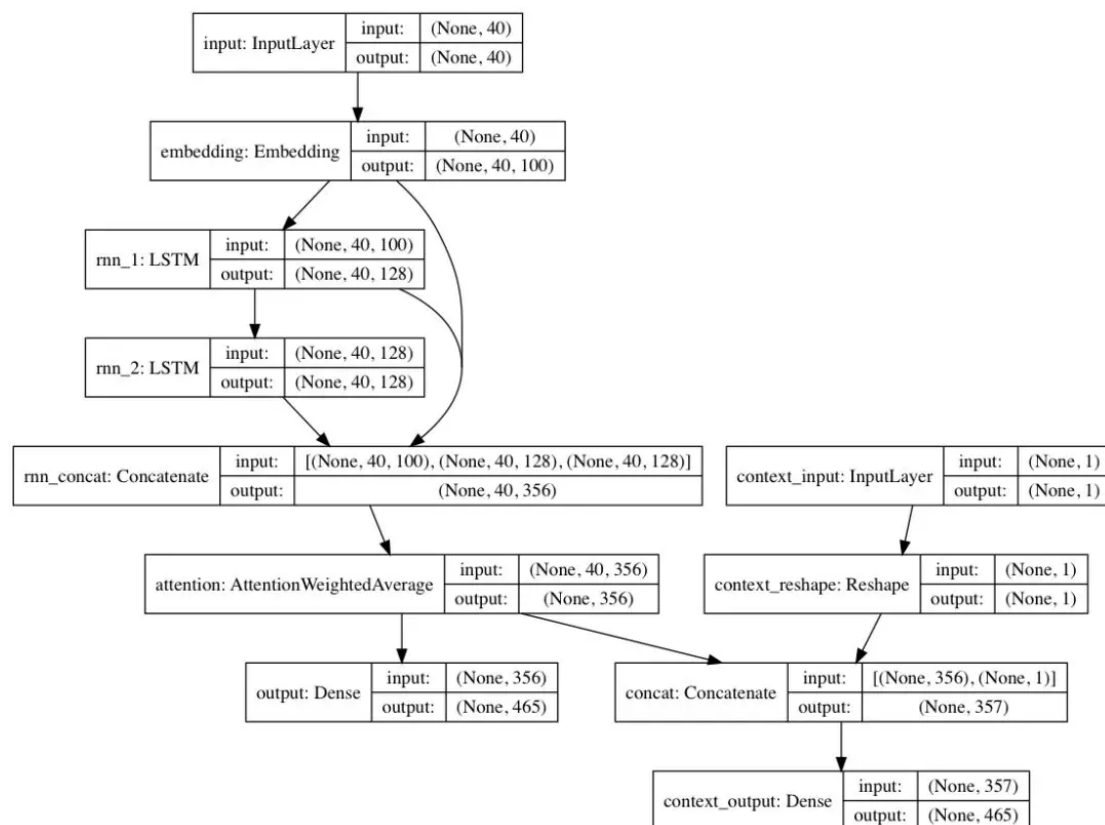 input: InputLayer input: (None, 40)
output: (None, 40)
embedding: Embedding input: (None, 40)
output: (None, 40, 100)
rnn_1: LSTM input: (None, 40, 100)
output: (None, 40, 128)
rnn_2: LSTM input: (None, 40, 128)
output: (None, 40, 128)
rnn_concat: Concatenate input: [(None, 40, 100), (None, 40, 128), (None, 40, 128)]
output: (None, 40, 356)
context_input: InputLayer input: (None, 1)
output: (None, 1)
attention: AttentionWeightedAverage input: (None, 40, 356)
output: (None, 356)
context_reshape: Reshape input: (None, 1)
output: (None, 1)
output: Dense input: (None, 356)
output: (None, 465)
concat: Concatenate input: [(None, 356), (None, 1)]
output: (None, 357)
context_output: Dense input: (None, 357)
output: (None, 465)